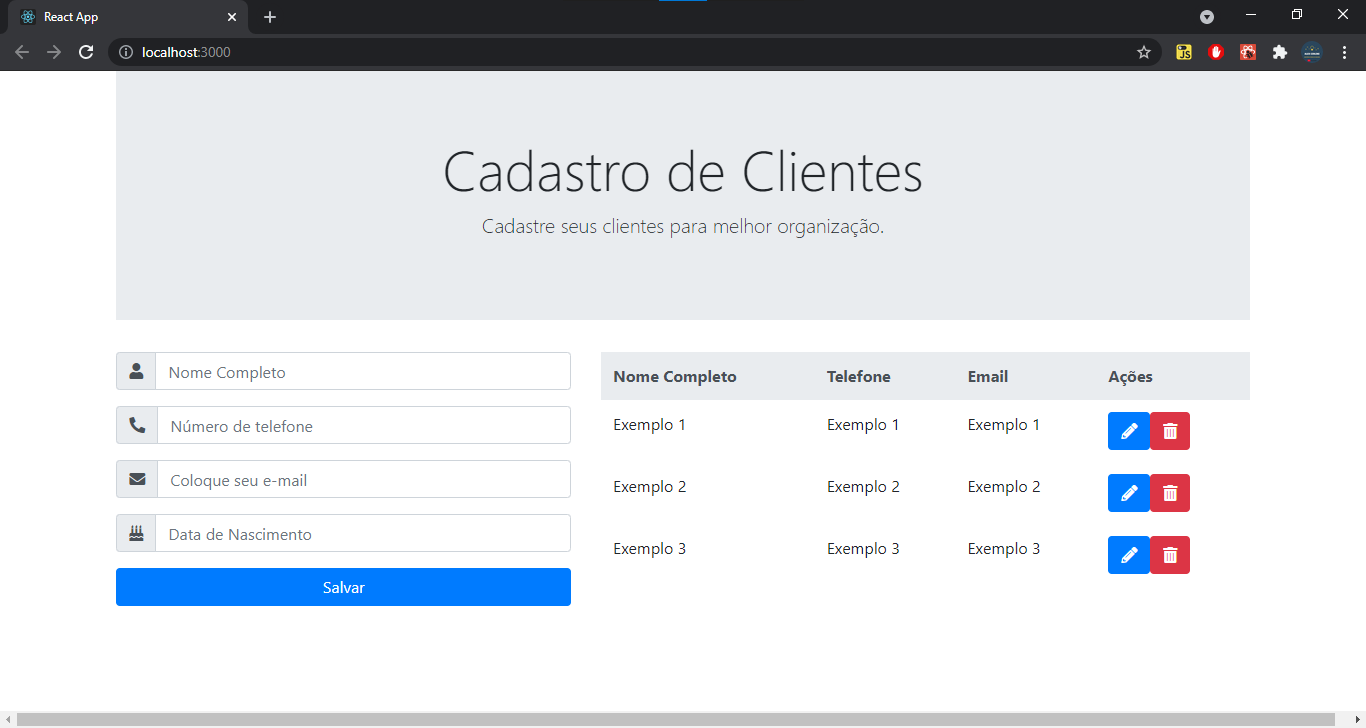 React App
localhost:3000
JS
Cadastro de Clientes
Cadastre seus clientes para melhor organização.
Nome Completo
Número de telefone
Coloque seu e-mail
Data de Nascimento
Salvar
Nome Completo Telefone Email Ações
Exemplo 1 Exemplo 1 Exemplo 1
Exemplo 2 Exemplo 2 Exemplo 2
Exemplo 3 Exemplo 3 Exemplo 3